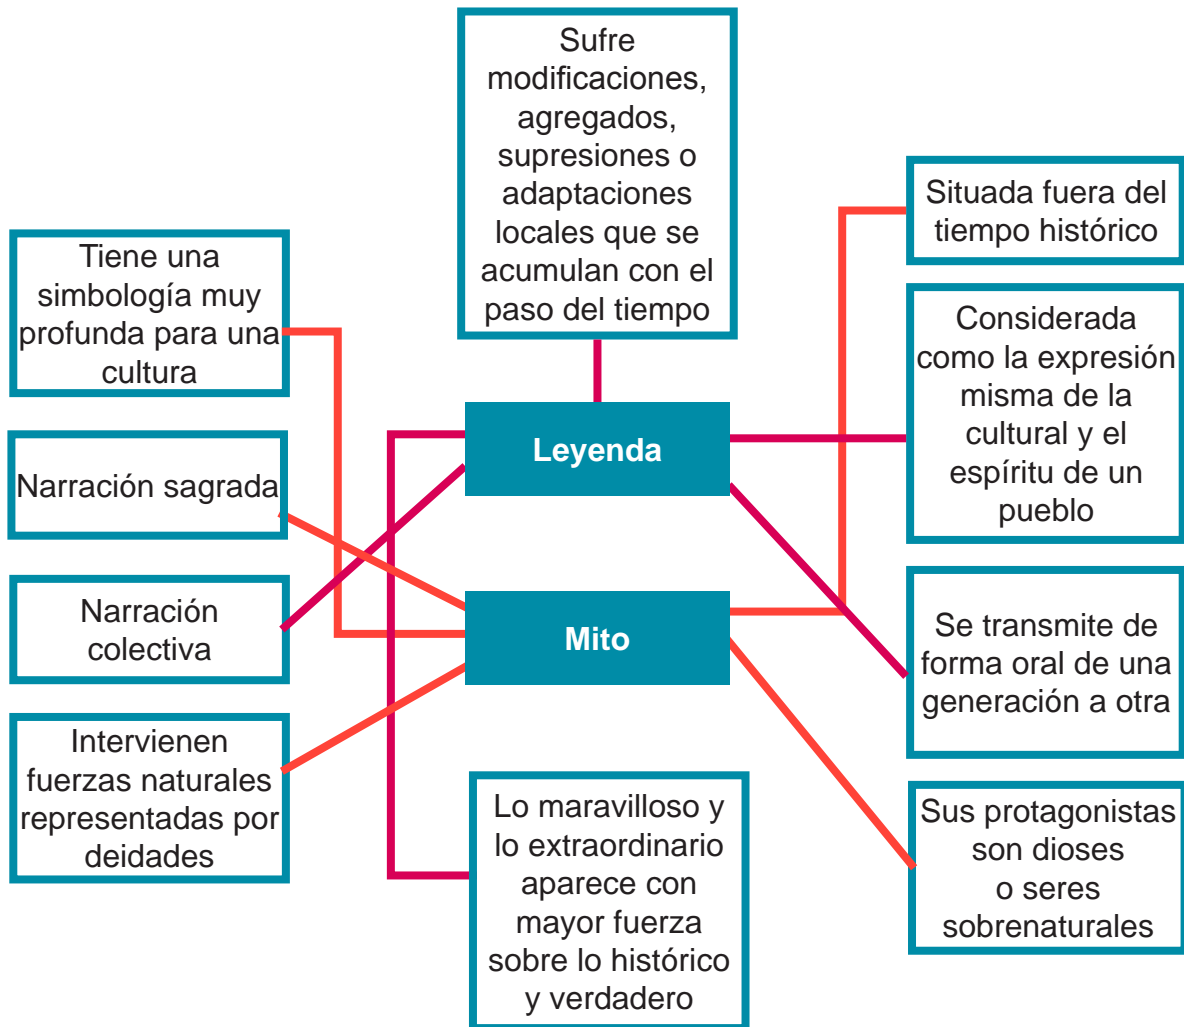 Sufre
modificaciones,
agregados,
supresiones o
adaptaciones
locales que se
acumulan con el
paso del tiempo
Tiene una
simbología muy
profunda para una
cultura
Narración sagrada
Narración
colectiva
Intervienen
fuerzas naturales
representadas por
deidades
Leyenda
Mito
Lo maravilloso y
lo extraordinario
aparece con
mayor fuerza
sobre lo histórico
y verdadero
Situada fuera del
tiempo histórico
Considerada
como la expresión
misma de la
cultural y el
espíritu de un
pueblo
Se transmite de
forma oral de una
generación a otra
Sus protagonistas
son dioses
o seres
sobrenaturales